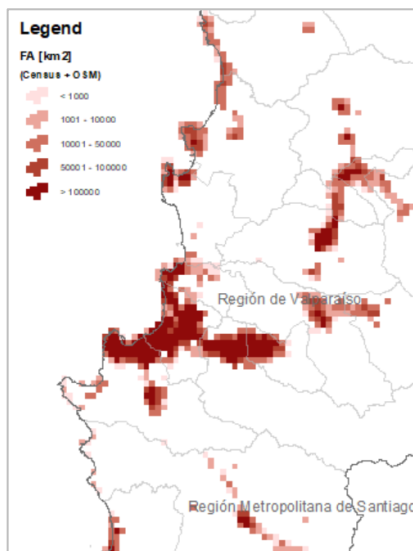 Legend
FA [km2]
(Census + OSM)
< 1000
1001 - 10000
10001 - 50000
50001 - 100000
> 100000
Región de Valparaíso
Región Metropolitana de Santiago